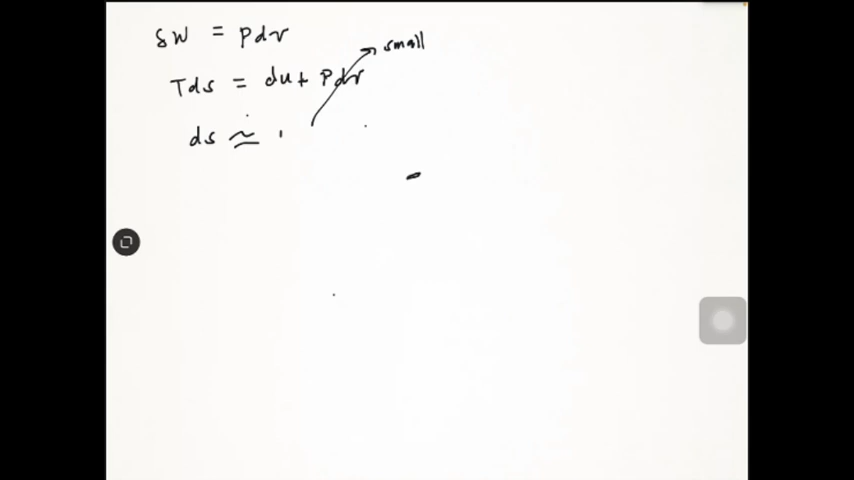 δW = Pdv
small
Tds = du + Pdv
ds ≃